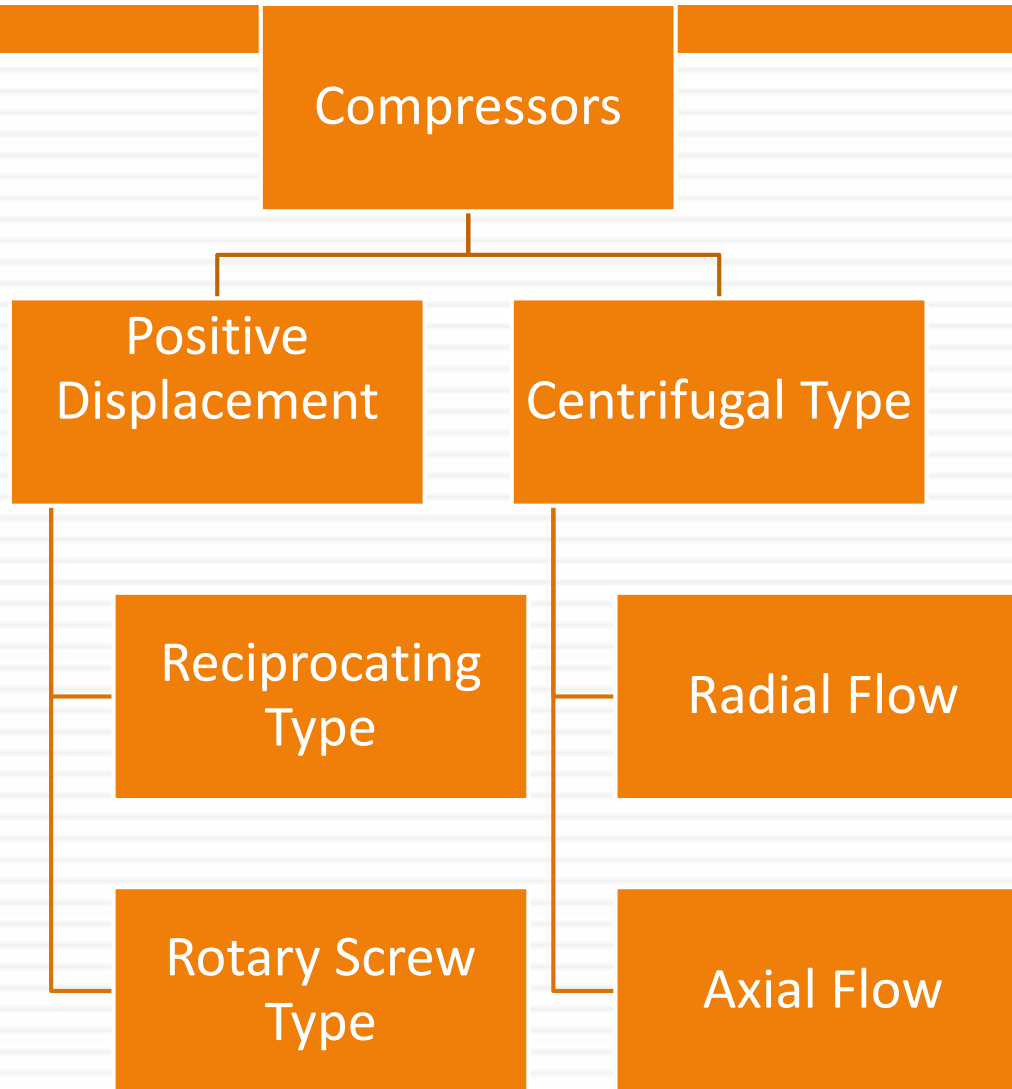 Compressors
Positive
Displacement
Centrifugal Type
Reciprocating
Type
Radial Flow
Rotary Screw
Type
Axial Flow